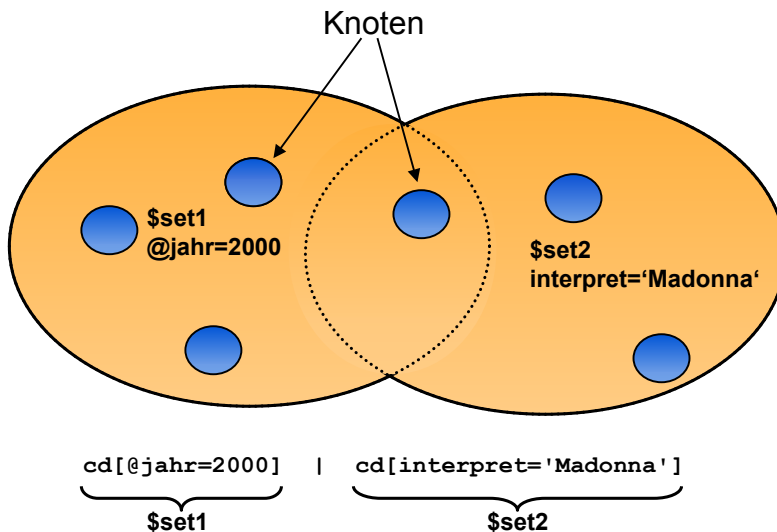 Knoten
$set1
@jahr=2000
$set2
interpret=‘Madonna‘
cd[@jahr=2000] | cd[interpret='Madonna']
$set1 $set2